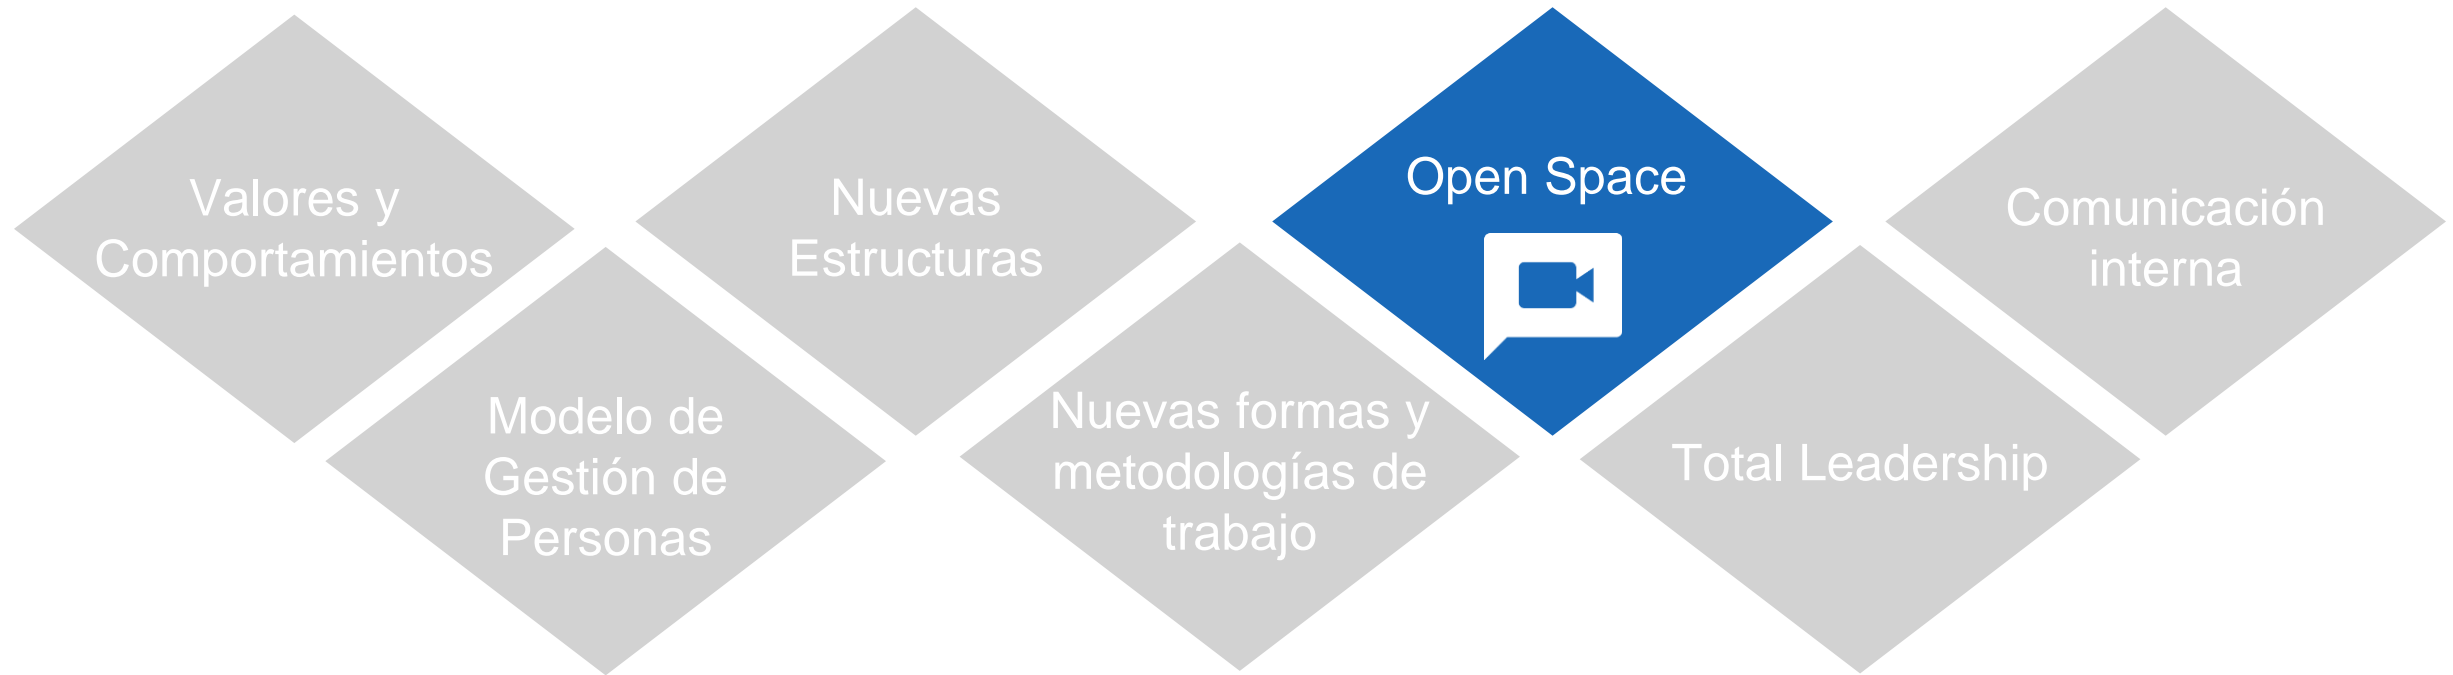 Valores y
Comportamientos
Modelo de
Gestión de
Personas
Nuevas
Estructuras
Nuevas formas y
metodologías de
trabajo
Open Space
Total Leadership
Comunicación
interna